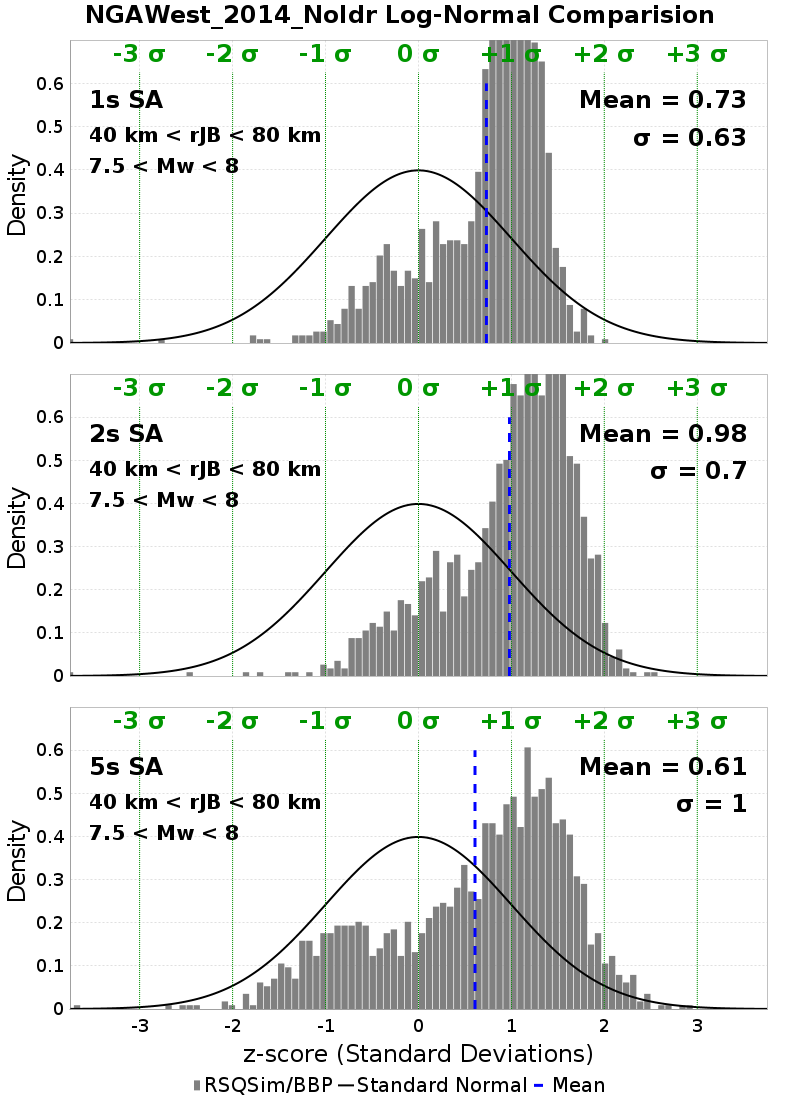 NGAWest_2014_NoIdr Log-Normal Comparision
-3 σ -2 σ -1 σ 0 σ +1 σ +2 σ +3 σ
0.6
1s SA Mean = 0.73
0.5
40 km < rJB < 80 km σ = 0.63
7.5 < Mw < 8
0.4
0.3
0.2
0.1
0
Density
-3 σ -2 σ -1 σ 0 σ +1 σ +2 σ +3 σ
0.6
2s SA Mean = 0.98
0.5
40 km < rJB < 80 km σ = 0.7
7.5 < Mw < 8
0.4
0.3
0.2
0.1
0
Density
-3 σ -2 σ -1 σ 0 σ +1 σ +2 σ +3 σ
0.6
5s SA Mean = 0.61
0.5
40 km < rJB < 80 km σ = 1
7.5 < Mw < 8
0.4
0.3
0.2
0.1
0
Density
-3 -2 -1 0 1 2 3
z-score (Standard Deviations)
RSQSim/BBP Standard Normal Mean